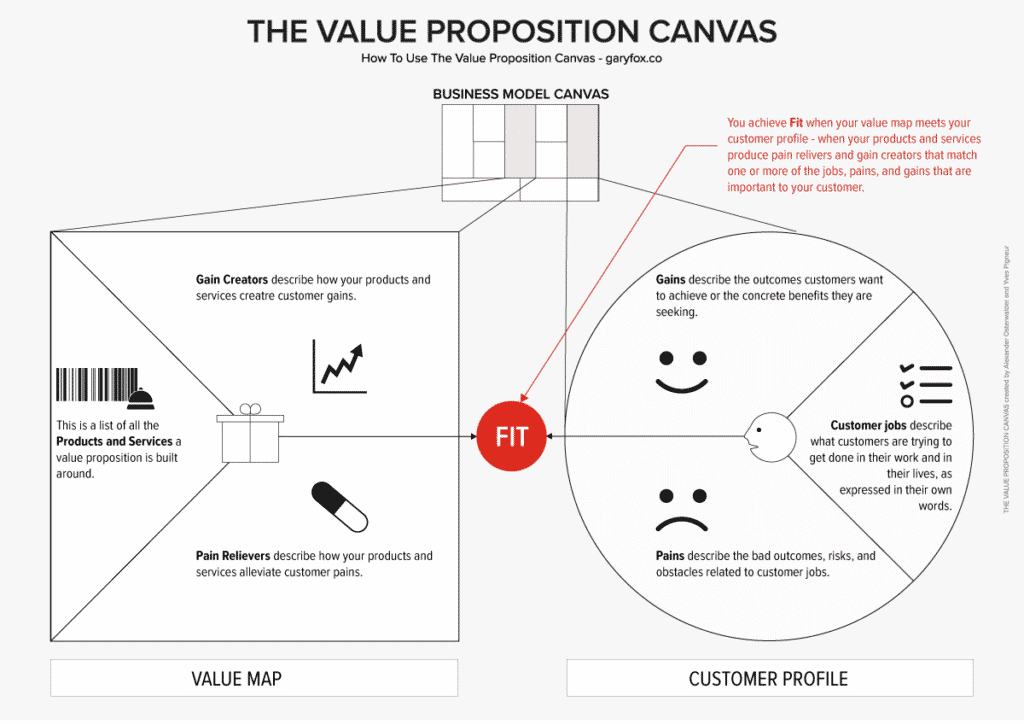 THE VALUE PROPOSITION CANVAS
How To Use The Value Proposition Canvas - garyfox.co
BUSINESS MODEL CANVAS
You achieve Fit when your value map meets your
customer profile - when your products and services
produce pain relivers and gain creators that match
one or more of the jobs, pains, and gains that are
important to your customer.
Gain Creators describe how your products and
services creatre customer gains.
This is a list of all the
Products and Services a
value proposition is built
around.
Pain Relievers describe how your products and
services alleviate customer pains.
FIT
Gains describe the outcomes customers want
to achieve or the concrete benefits they are
seeking.
Customer jobs describe
what customers are trying to
get done in their work and in
their lives, as
expressed in their own
words.
Pains describe the bad outcomes, risks, and
obstacles related to customer jobs.
THE VALUE PROPOSITION CANVAS created by Alexander Osterwalder and Yves Pigneur
VALUE MAP
CUSTOMER PROFILE